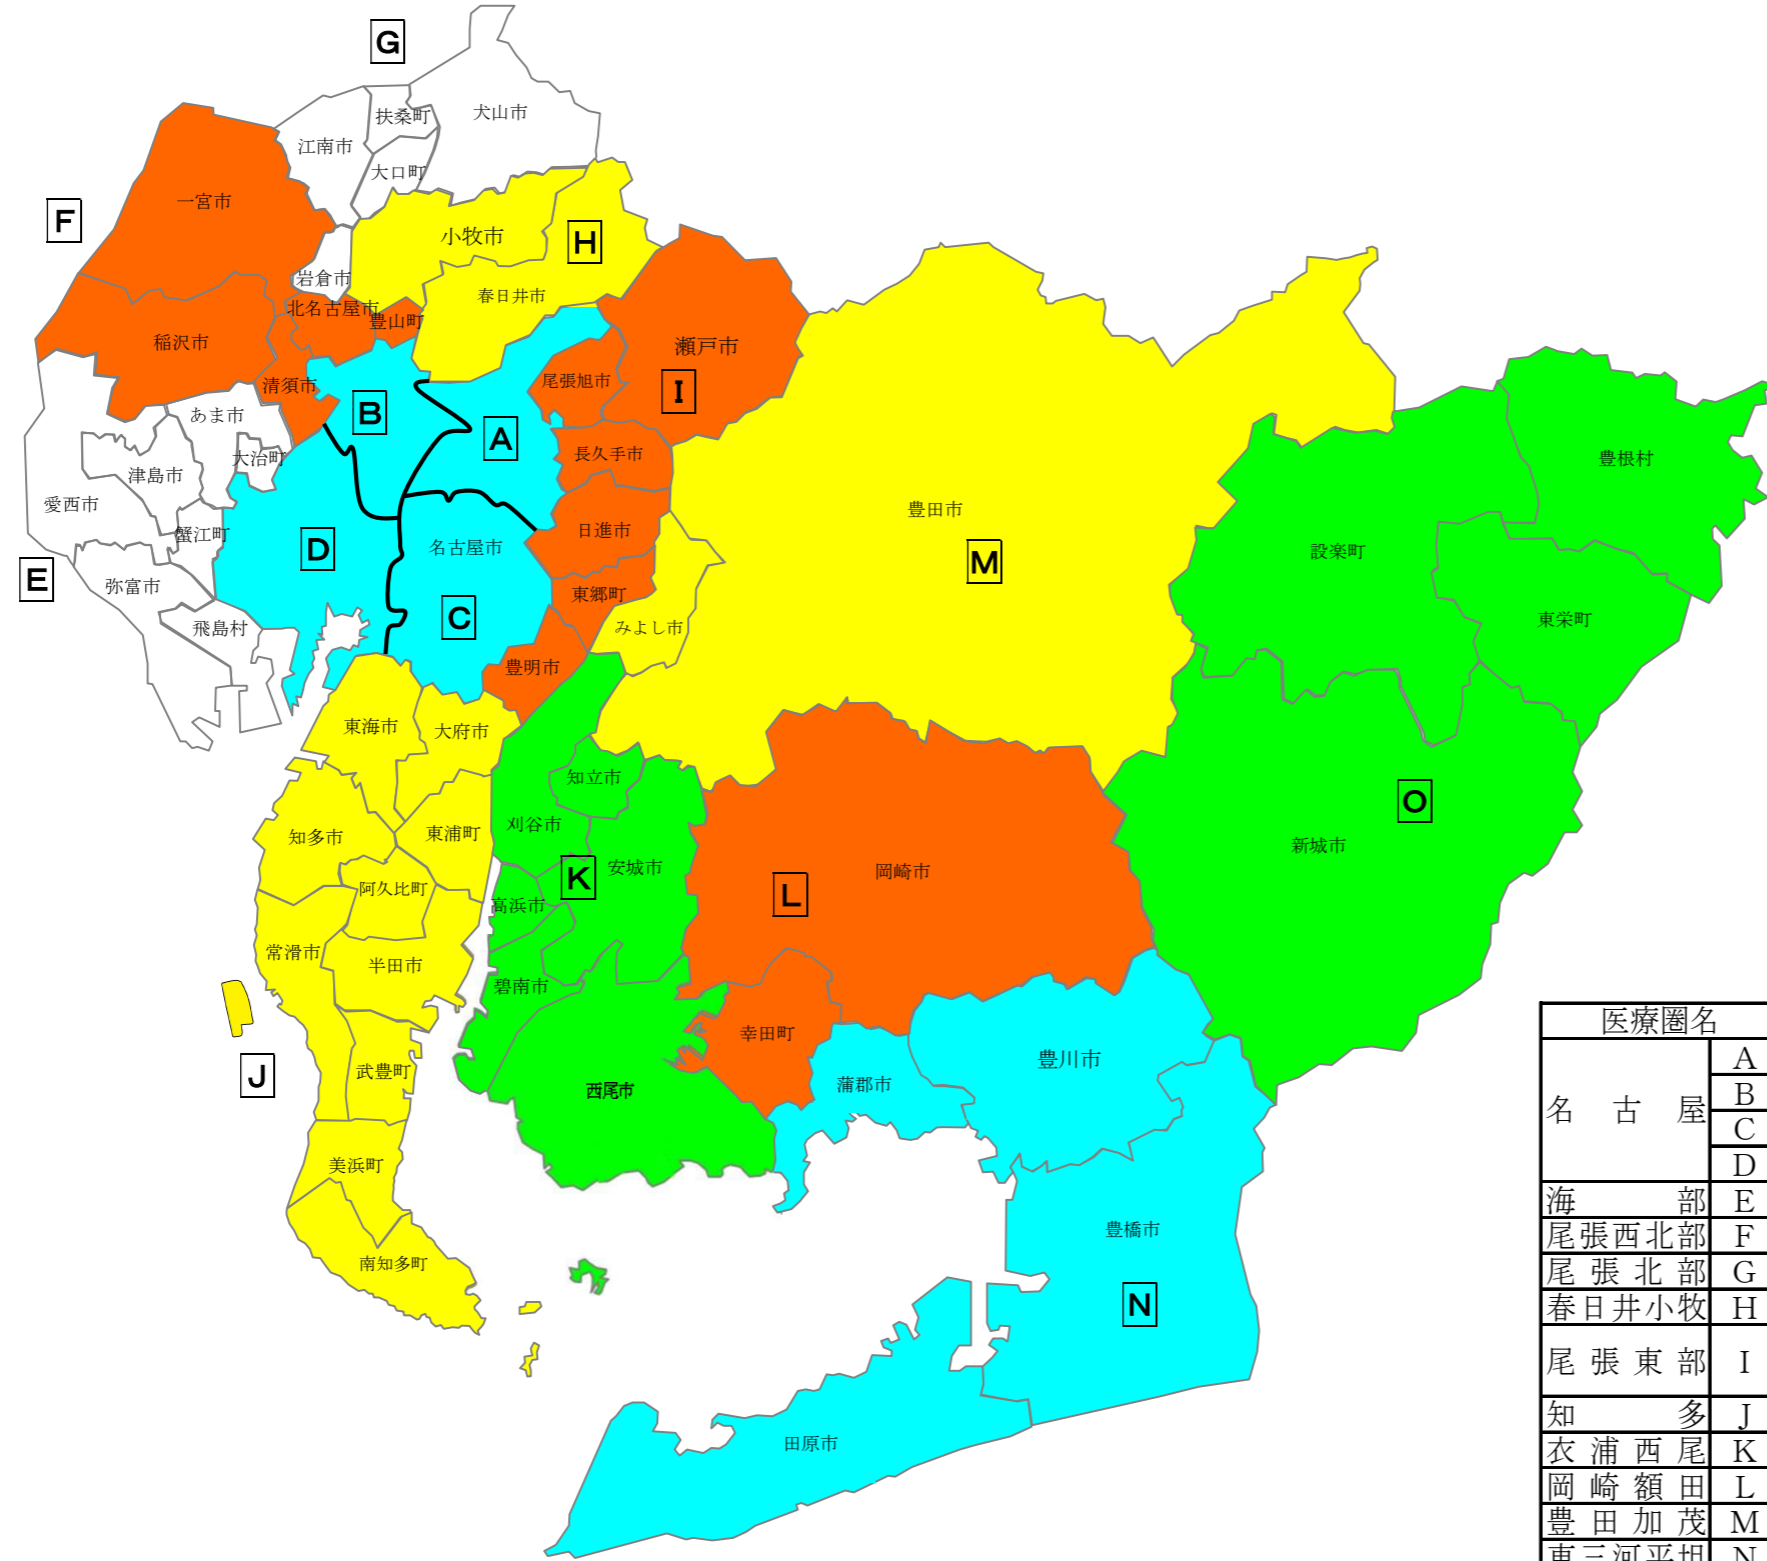 G
扶桑町
犬山市
江南市
大口町
F
一宮市
小牧市
H
岩倉市
春日井市
北名古屋市
豊山町
稲沢市
瀬戸市
清須市
尾張旭市
I
B
あま市
A
大治町
長久手市
豊根村
津島市
愛西市
豊田市
蟹江町
日進市
名古屋市
D
設楽町
M
E
弥富市
東郷町
C
飛島村
みよし市
東栄町
豊明市
東海市
大府市
知立市
O
刈谷市
知多市
東浦町
新城市
安城市
岡崎市
K
阿久比町
L
高浜市
常滑市
半田市
碧南市
幸田町
豊川市
J
武豊町
蒲郡市
西尾市
美浜町
豊橋市
南知多町
N
田原市
医療圏名
名古屋
A
B
C
D
海部 E
尾張西北部 F
尾張北部 G
春日井小牧 H
尾張東部 I
知多 J
衣浦西尾 K
岡崎額田 L
豊田加茂 M
東三河平坦 N